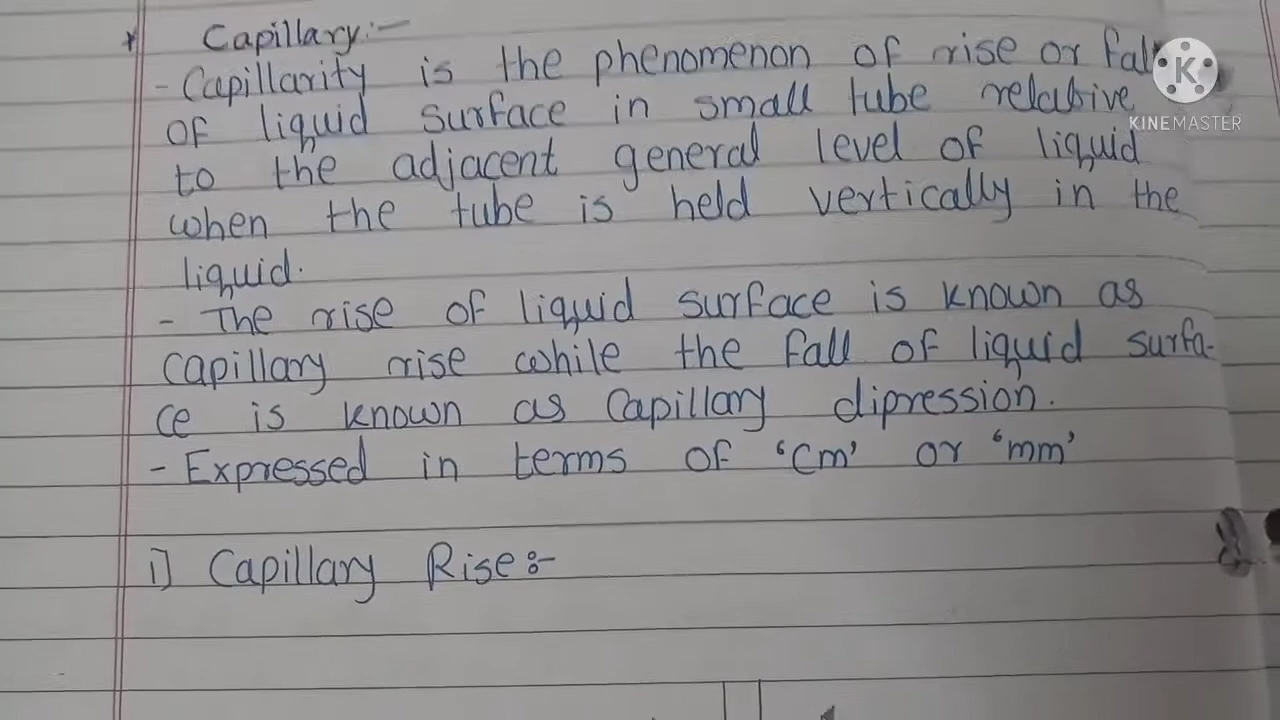 * Capillary:-
- Capillarity is the phenomenon of rise or fall
of liquid surface in small tube relative
to the adjacent general level of liquid
when the tube is held vertically in the
liquid.
- The rise of liquid surface is known as
capillary rise while the fall of liquid surfa-
ce is known as Capillary dipression.
- Expressed in terms of 'Cm' or 'mm'
i) Capillary Rise:-
K
KINEMASTER